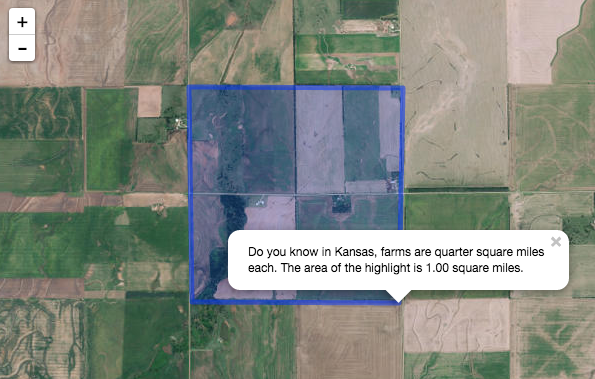 +
-
Do you know in Kansas, farms are quarter square miles
each. The area of the highlight is 1.00 square miles.
×